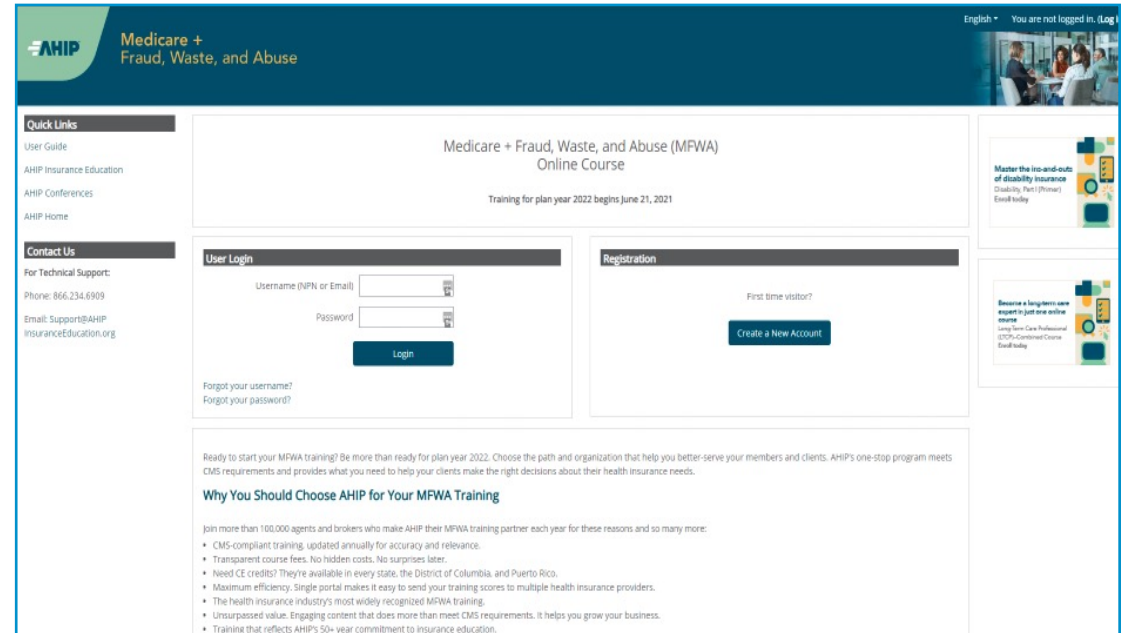 English
You are not logged in. (Log i
AHIP
Medicare +
Fraud, Waste, and Abuse
Quick Links
User Guide
AHIP Insurance Education
AHIP Conferences
AHIP Home
Contact Us
For Technical Support:
Phone: 866.234.6909
Email: Support@AHIP
InsuranceEducation.org
Medicare + Fraud, Waste, and Abuse (MFWA)
Online Course
Training for plan year 2022 begins June 21, 2021
User Login
Username (NPN or Email)
Password
Login
Forgot your username?
Forgot your password?
Registration
First time visitor?
Create a New Account
Master the ins-and-outs
of disability insurance
Disability, Part I (Primer)
Enroll today
Become a long-term care
expert in just one online
course
Long-Term Care Professional
(LTCP)–Combined Course
Enroll today
Ready to start your MFWA training? Be more than ready for plan year 2022. Choose the path and organization that help you better-serve your members and clients. AHIP's one-stop program meets
CMS requirements and provides what you need to help your clients make the right decisions about their health insurance needs.
Why You Should Choose AHIP for Your MFWA Training
Join more than 100,000 agents and brokers who make AHIP their MFWA training partner each year for these reasons and so many more:
• CMS-compliant training, updated annually for accuracy and relevance.
• Transparent course fees. No hidden costs. No surprises later.
• Need CE credits? They're available in every state, the District of Columbia, and Puerto Rico.
• Maximum efficiency. Single portal makes it easy to send your training scores to multiple health insurance providers.
• The health insurance industry's most widely recognized MFWA training.
• Unsurpassed value. Engaging content that does more than meet CMS requirements. It helps you grow your business.
• Training that reflects AHIP's 50+ year commitment to insurance education.